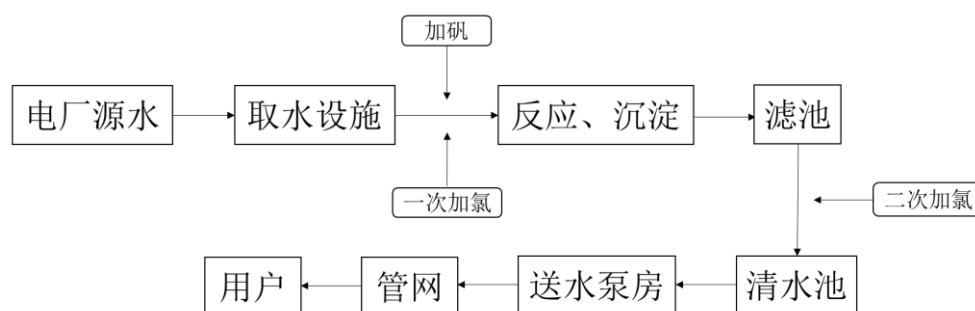 加矾
电厂源水
取水设施
反应、沉淀
滤池
一次加氯
二次加氯
用户
管网
送水泵房
清水池